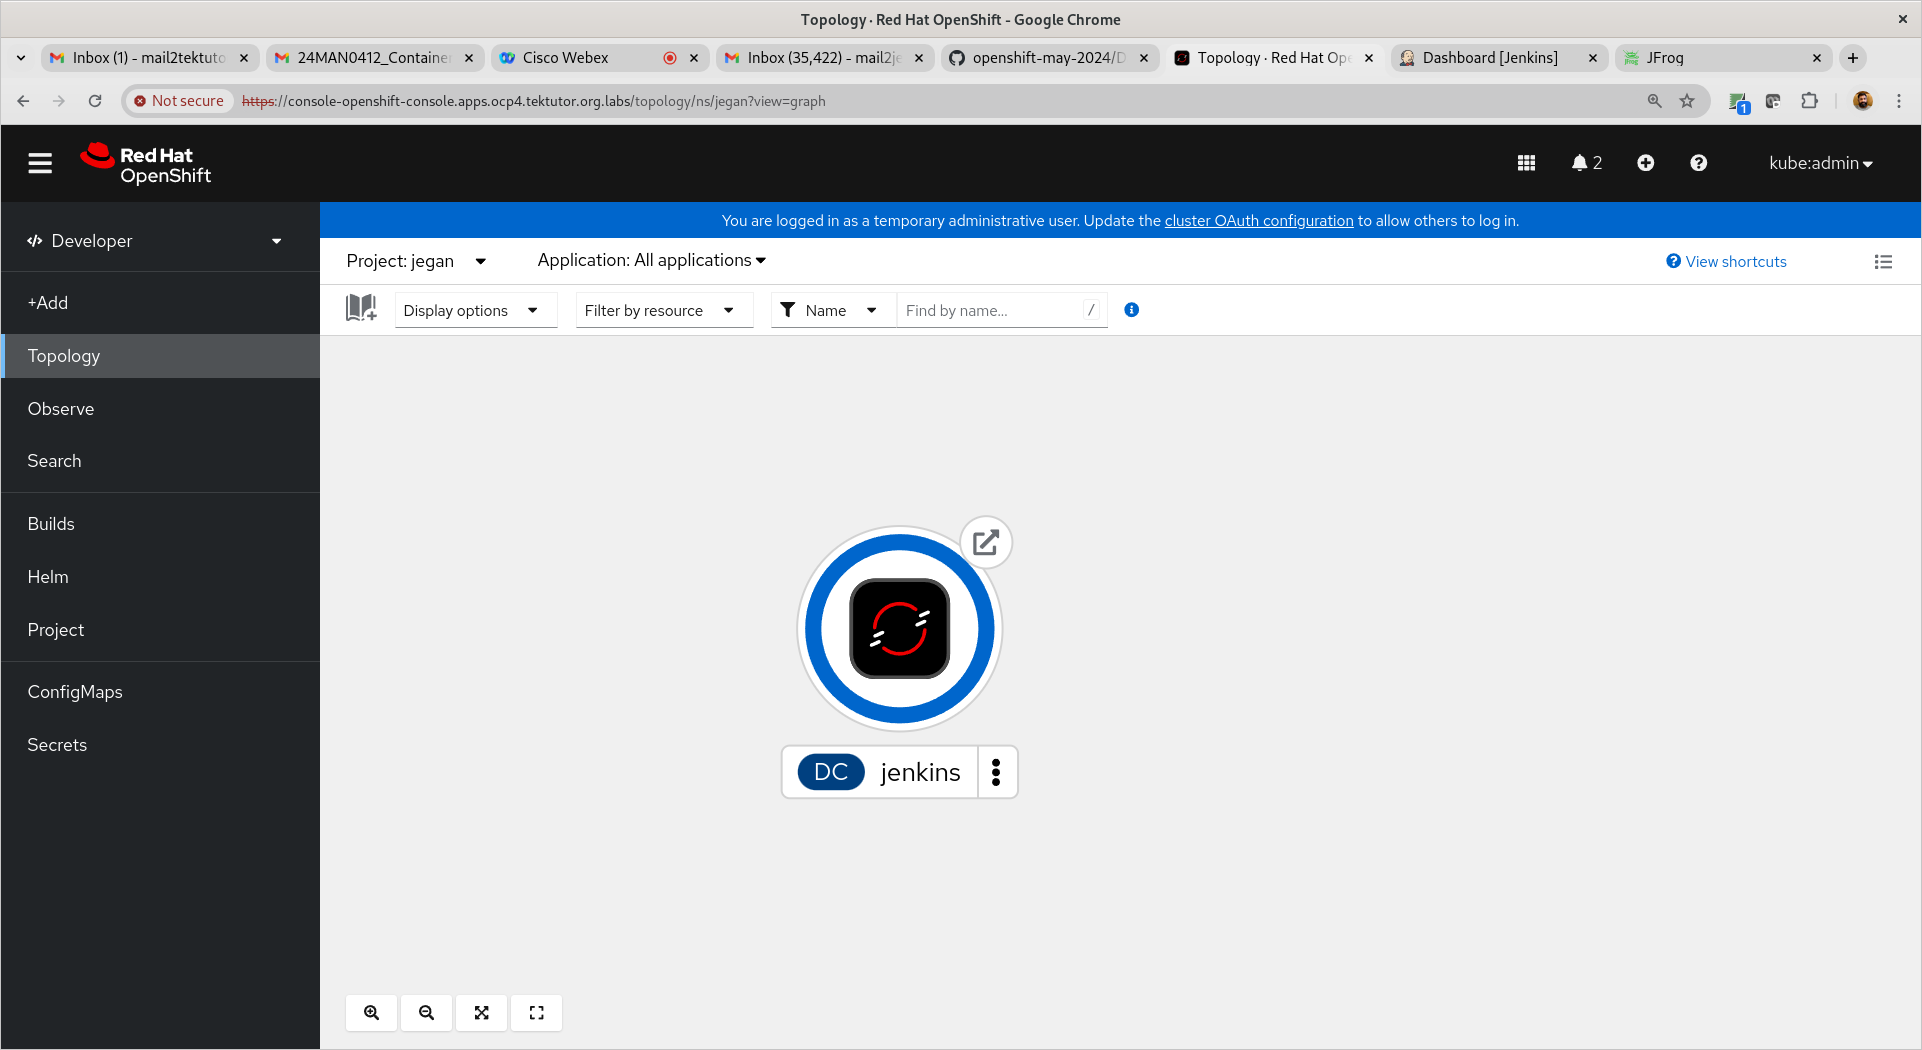 Topology · Red Hat OpenShift - Google Chrome
Inbox (1) - mail2tektuto
24MAN0412_Container
Cisco Webex
Inbox (35,422) - mail2je
openshift-may-2024/D
Topology · Red Hat Ope
Dashboard [Jenkins]
JFrog
Not secure
https://console-openshift-console.apps.ocp4.tektutor.org.labs/topology/ns/jegan?view=graph
1
Red Hat
OpenShift
2
kube:admin
You are logged in as a temporary administrative user. Update the cluster OAuth configuration to allow others to log in.
Developer
+Add
Topology
Observe
Search
Builds
Helm
Project
ConfigMaps
Secrets
Project: jegan
Application: All applications
View shortcuts
Display options
Filter by resource
Name
Find by name...
/
DC
jenkins